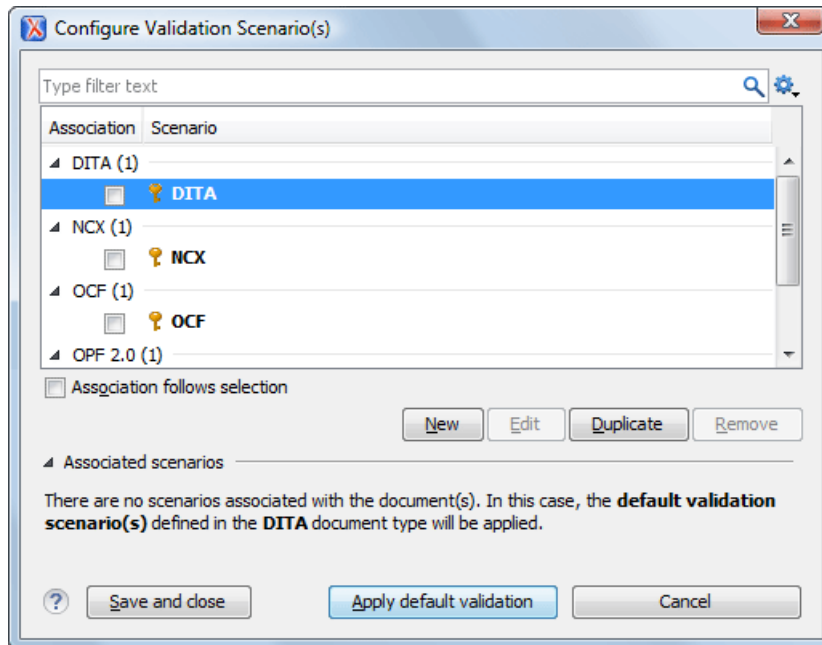 Configure Validation Scenario(s)
Type filter text
Association Scenario
DITA (1)
DITA
NCX (1)
NCX
OCF (1)
OCF
OPF 2.0 (1)
Association follows selection
New Edit Duplicate Remove
Associated scenarios
There are no scenarios associated with the document(s). In this case, the default validation
scenario(s) defined in the DITA document type will be applied.
? Save and close Apply default validation Cancel